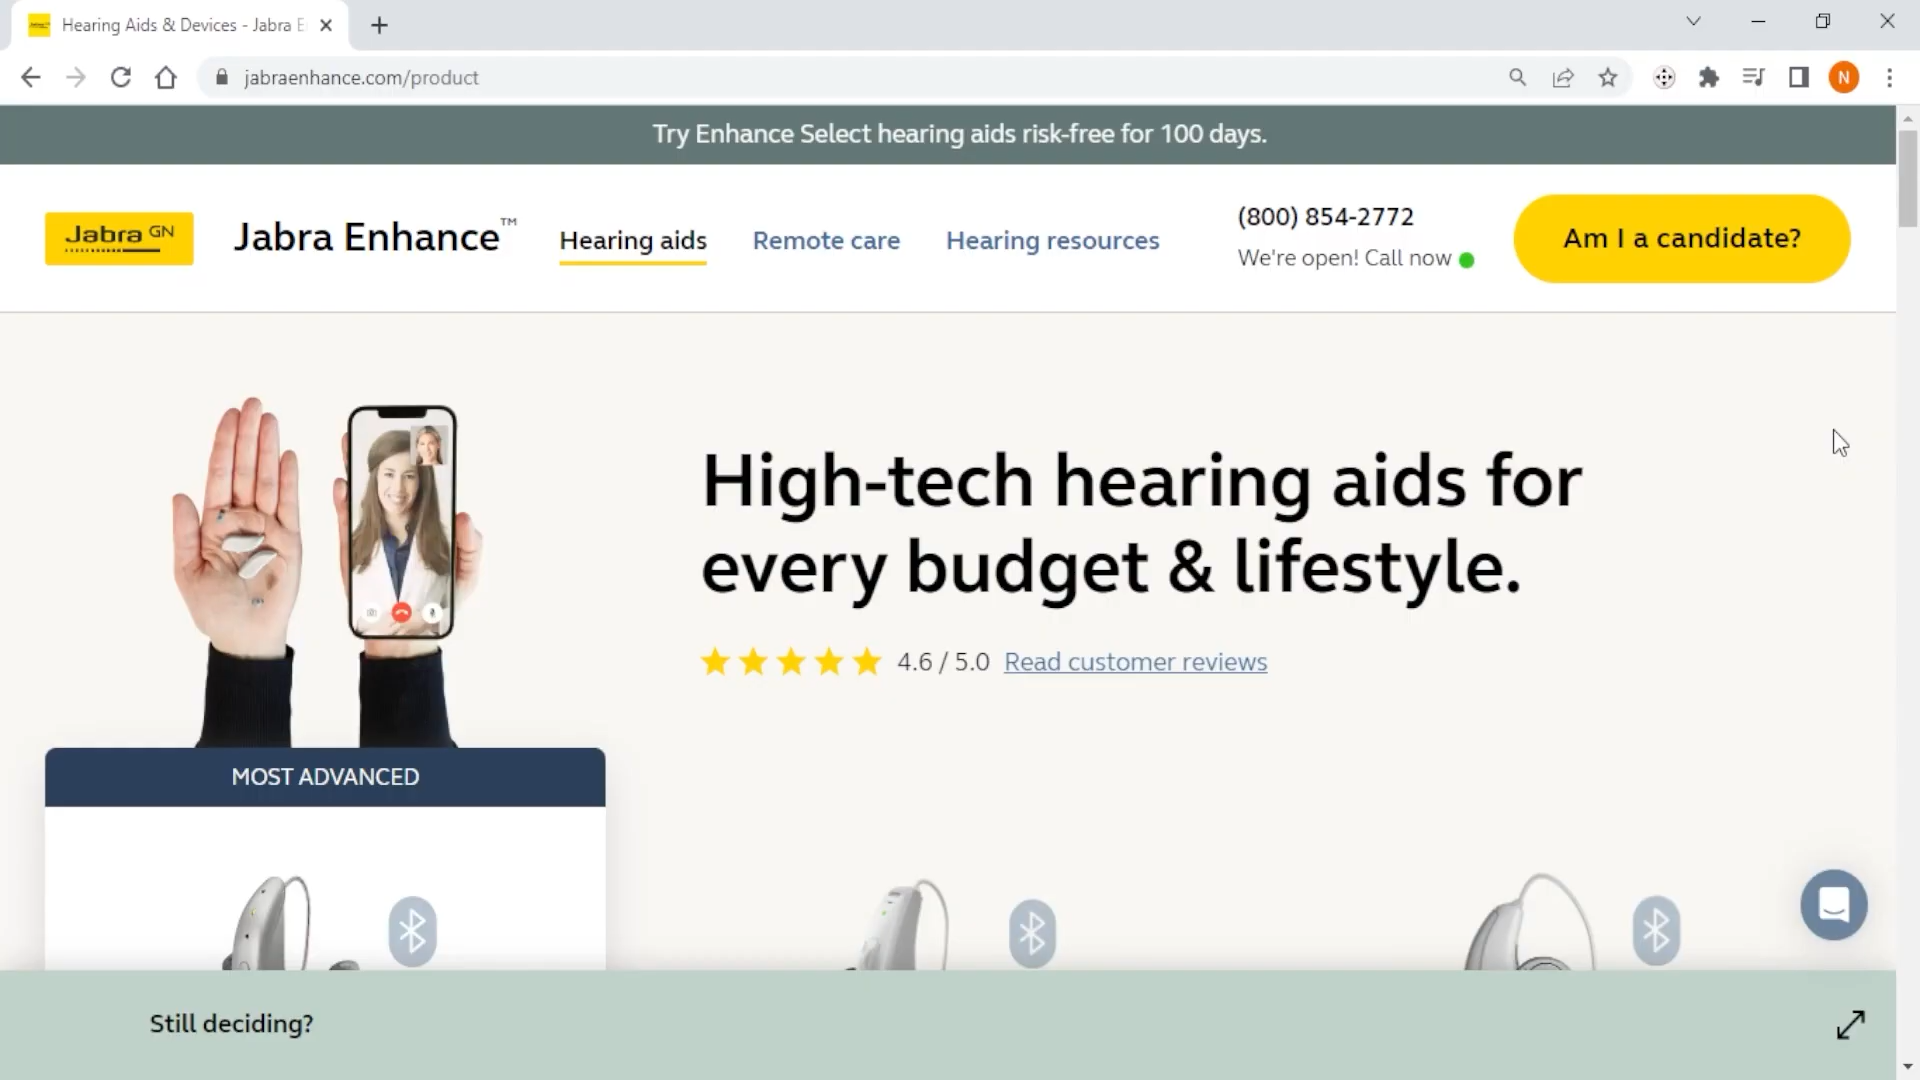 Hearing Aids & Devices - Jabra E
jabraenhance.com/product
N
Try Enhance Select hearing aids risk-free for 100 days.
Jabra GN
Jabra Enhance™
Hearing aids
Remote care
Hearing resources
(800) 854-2772
We're open! Call now
Am I a candidate?
High-tech hearing aids for
every budget & lifestyle.
4.6 / 5.0 Read customer reviews
MOST ADVANCED
Still deciding?